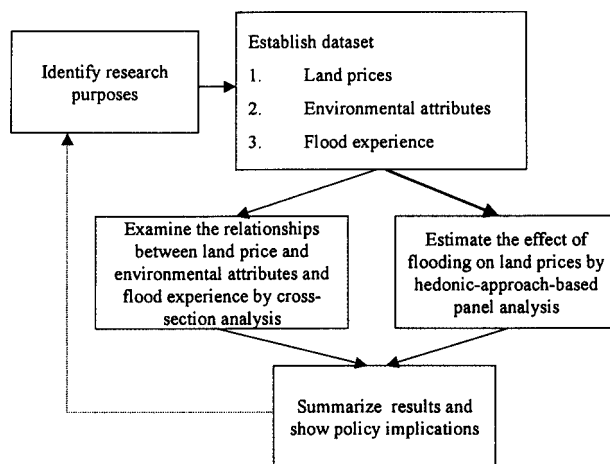 Identify research
purposes
Establish dataset
1. Land prices
2. Environmental attributes
3. Flood experience
Examine the relationships
between land price and
environmental attributes and
flood experience by cross-
section analysis
Estimate the effect of
flooding on land prices by
hedonic-approach-based
panel analysis
Summarize results and
show policy implications